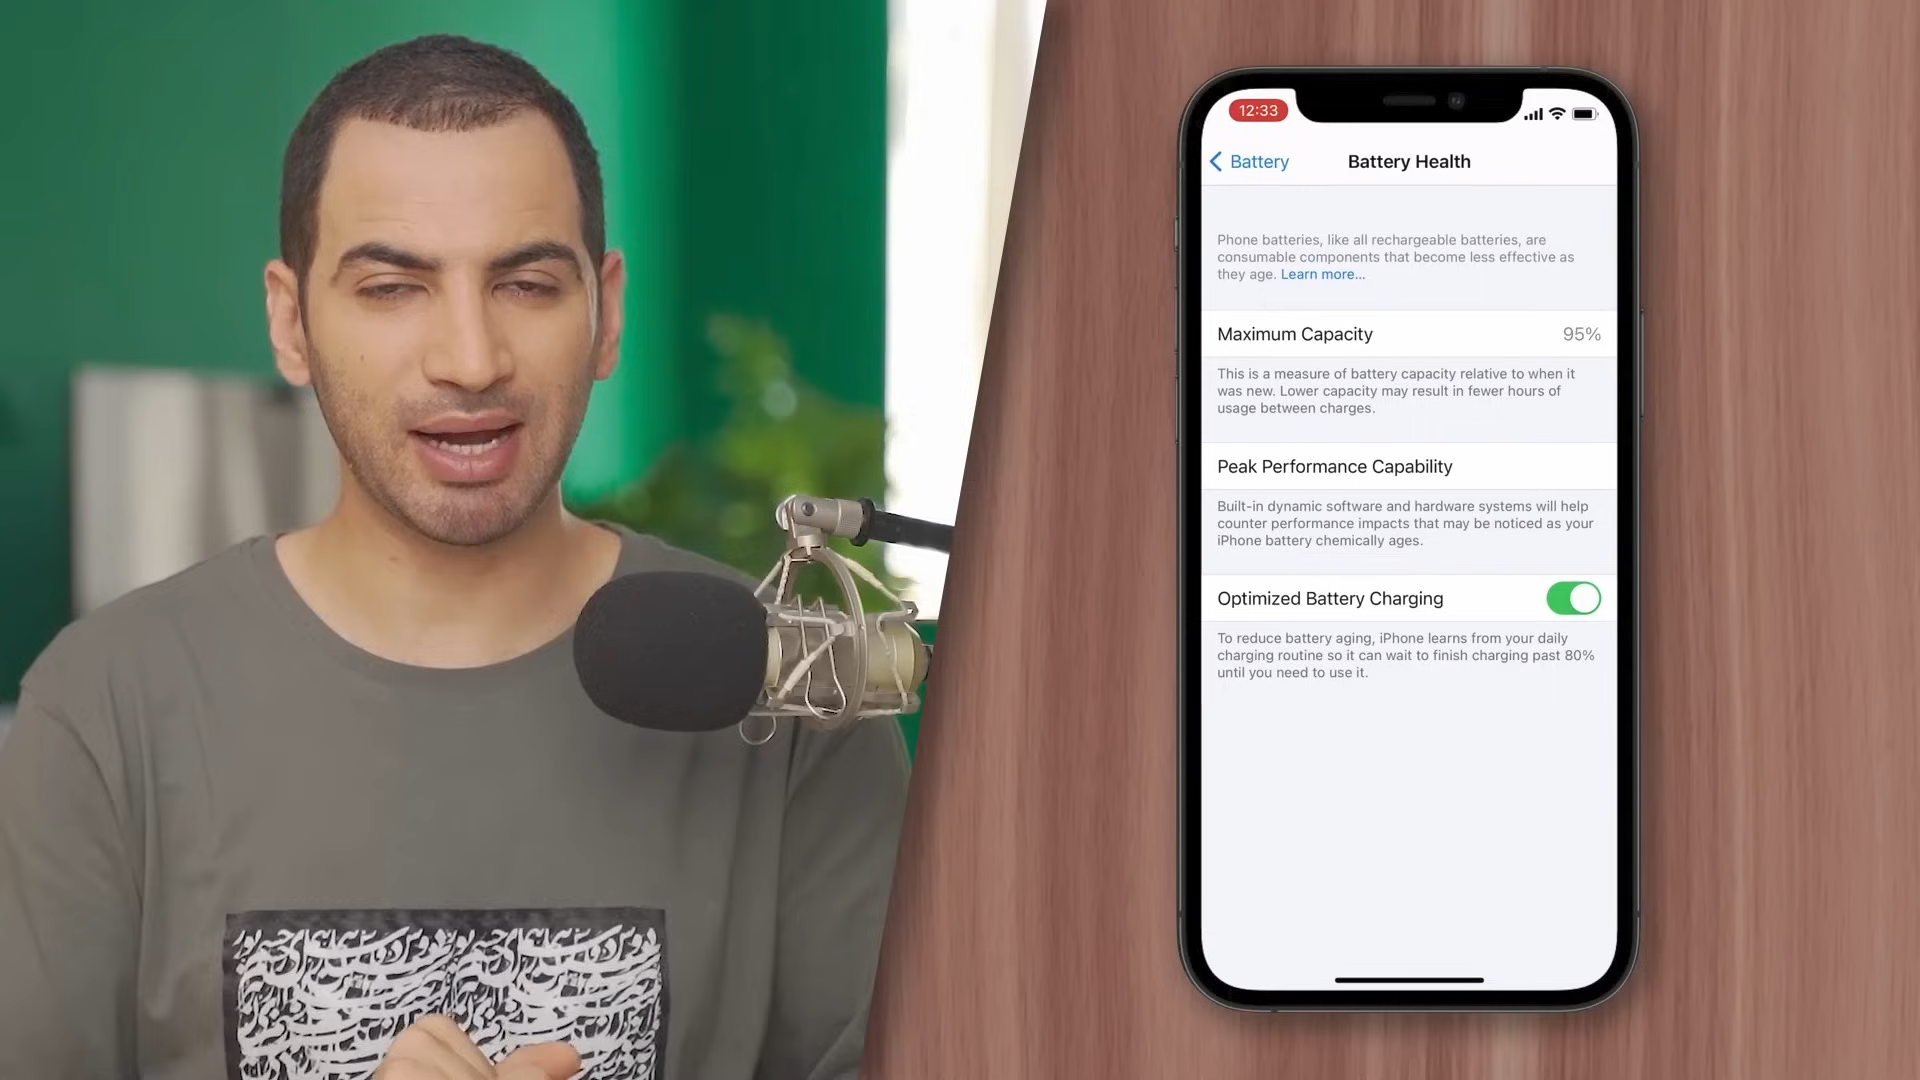 12:33
Battery
Battery Health
Phone batteries, like all rechargeable batteries, are
consumable components that become less effective as
they age. Learn more...
Maximum Capacity 95%
This is a measure of battery capacity relative to when it
was new. Lower capacity may result in fewer hours of
usage between charges.
Peak Performance Capability
Built-in dynamic software and hardware systems will help
counter performance impacts that may be noticed as your
iPhone battery chemically ages.
Optimized Battery Charging
To reduce battery aging, iPhone learns from your daily
charging routine so it can wait to finish charging past 80%
until you need to use it.